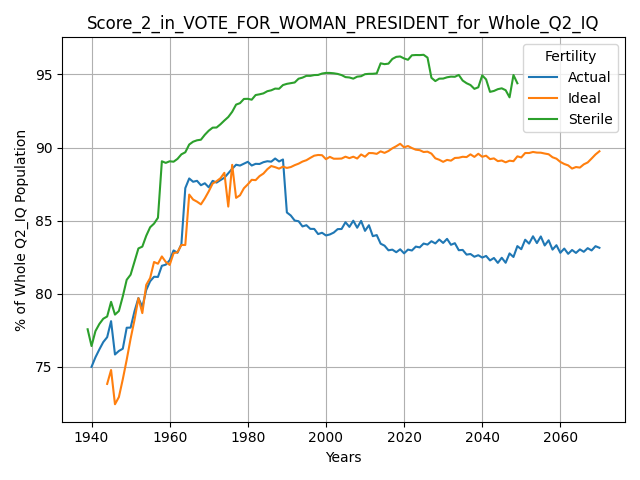 Score_2_in_VOTE_FOR_WOMAN_PRESIDENT_for_Whole_Q2_IQ
Fertility
Actual
Ideal
Sterile
% of Whole Q2_IQ Population
95
90
85
80
75
1940
1960
1980
2000
2020
2040
2060
Years